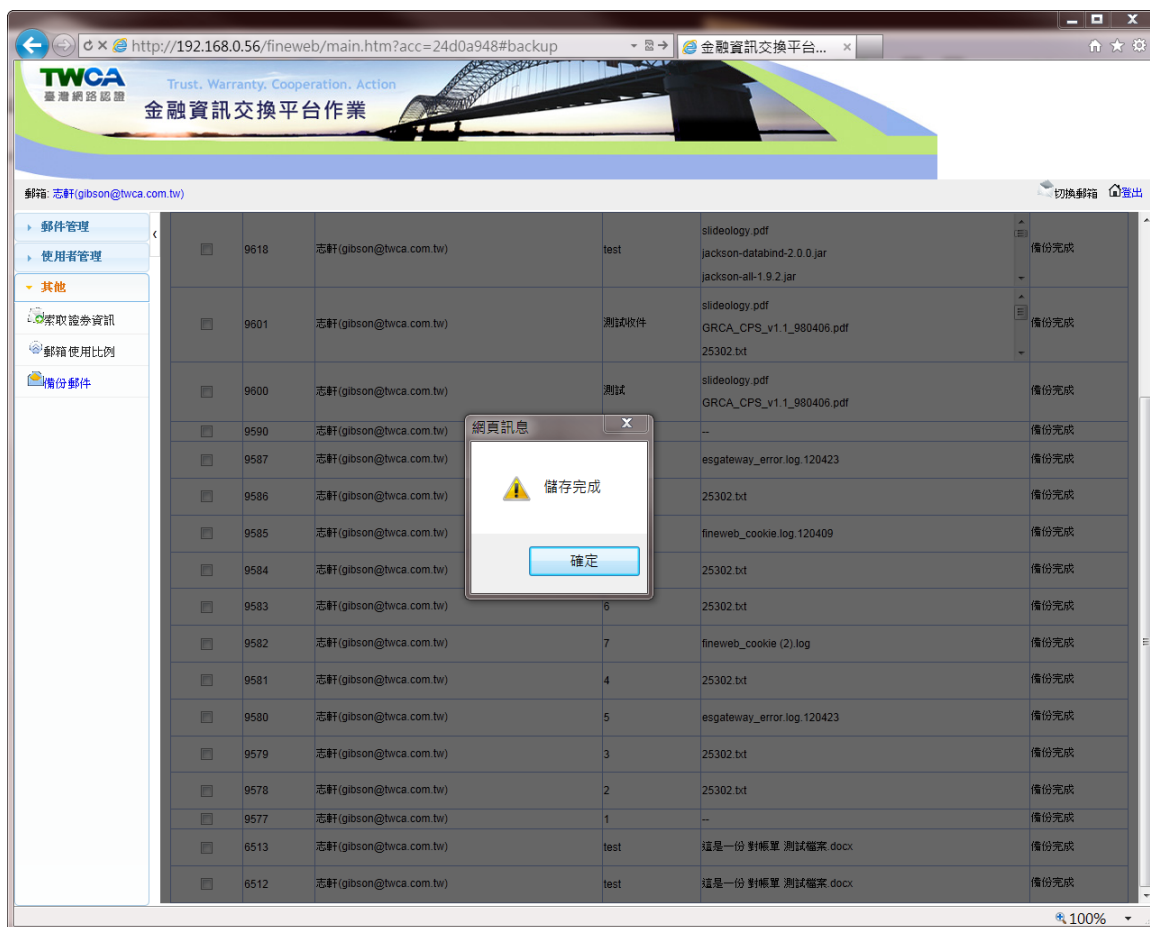 http://192.168.0.56/fineweb/main.htm?acc=24d0a948#backup
金融資訊交換平台...
TWCA
臺灣網路認證
Trust. Warranty. Cooperation. Action
金融資訊交換平台作業
郵箱: 志軒(gibson@twca.com.tw)
切換郵箱 登出
郵件管理
使用者管理
其他
索取證券資訊
郵箱使用比例
備份郵件
9618 志軒(gibson@twca.com.tw) test slideology.pdf 備份完成
jackson-databind-2.0.0.jar
jackson-all-1.9.2.jar
9601 志軒(gibson@twca.com.tw) 測試收件 slideology.pdf 備份完成
GRCA_CPS_v1.1_980406.pdf
25302.txt
9600 志軒(gibson@twca.com.tw) 測試 slideology.pdf 備份完成
GRCA_CPS_v1.1_980406.pdf
9590 志軒(gibson@twca.com.tw) -- 備份完成
9587 志軒(gibson@twca.com.tw) esgateway_error.log.120423 備份完成
9586 志軒(gibson@twca.com.tw) 25302.txt 備份完成
9585 志軒(gibson@twca.com.tw) fineweb_cookie.log.120409 備份完成
9584 志軒(gibson@twca.com.tw) 25302.txt 備份完成
9583 志軒(gibson@twca.com.tw) 6 25302.txt 備份完成
9582 志軒(gibson@twca.com.tw) 7 fineweb_cookie (2).log 備份完成
9581 志軒(gibson@twca.com.tw) 4 25302.txt 備份完成
9580 志軒(gibson@twca.com.tw) 5 esgateway_error.log.120423 備份完成
9579 志軒(gibson@twca.com.tw) 3 25302.txt 備份完成
9578 志軒(gibson@twca.com.tw) 2 25302.txt 備份完成
9577 志軒(gibson@twca.com.tw) 1 -- 備份完成
6513 志軒(gibson@twca.com.tw) test 這是一份 對帳單 測試檔案.docx 備份完成
6512 志軒(gibson@twca.com.tw) test 這是一份 對帳單 測試檔案.docx 備份完成
網頁訊息
儲存完成
確定
100%